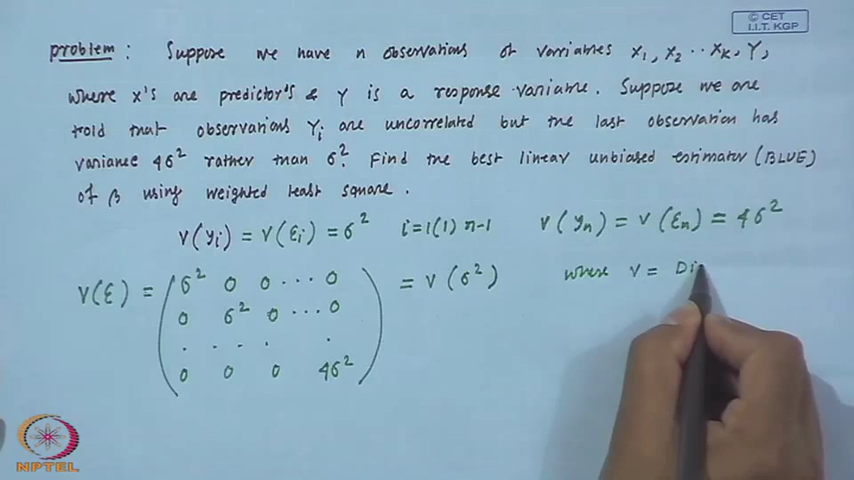 © CET
I.I.T. KGP
problem : Suppose we have n observations of variables X1, X2 .. XK, Y,
where X's are predictor's & Y is a response variable. Suppose we are
told that observations Yi are uncorrelated but the last observation has
variance 4σ² rather than σ². Find the best linear unbiased estimator (BLUE)
of β using weighted least square.
V(yi) = V(εi) = σ² i=1(1) n-1 V(yn) = V(εn) = 4σ²
V(ε) = ( σ² 0 0 ... 0 ) = V(σ²) where V = Di
0 σ² 0 ... 0
. . . . .
0 0 0 4σ²
NPTEL